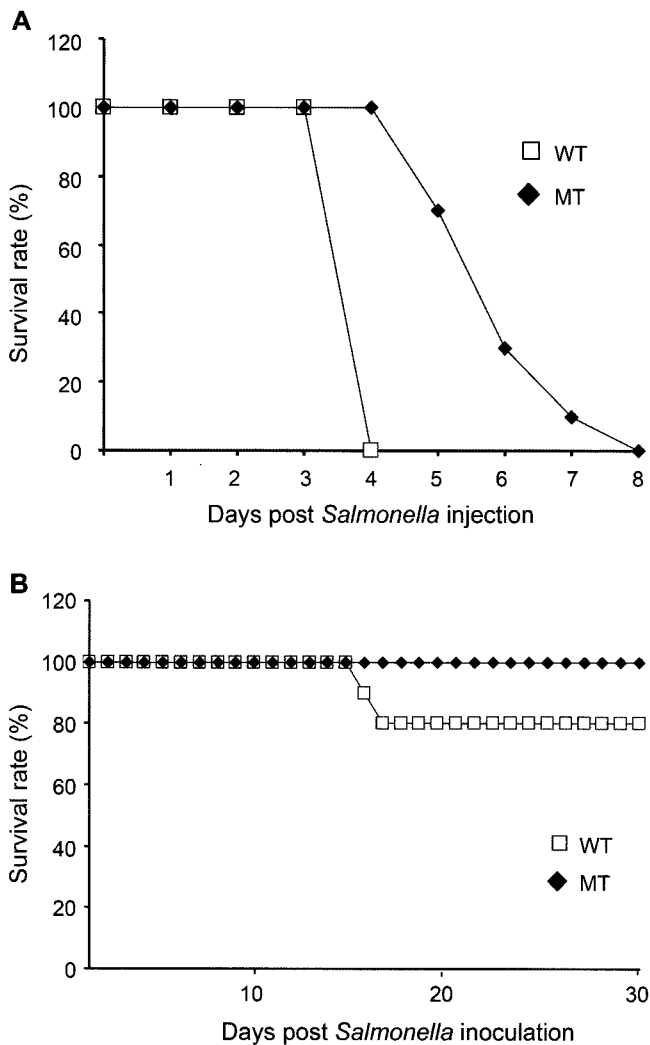 A
120
100
80
60
40
20
0
Survival rate (%)
WT
MT
1 2 3 4 5 6 7 8
Days post Salmonella injection
B
120
100
80
60
40
20
0
Survival rate (%)
WT
MT
10 20 30
Days post Salmonella inoculation